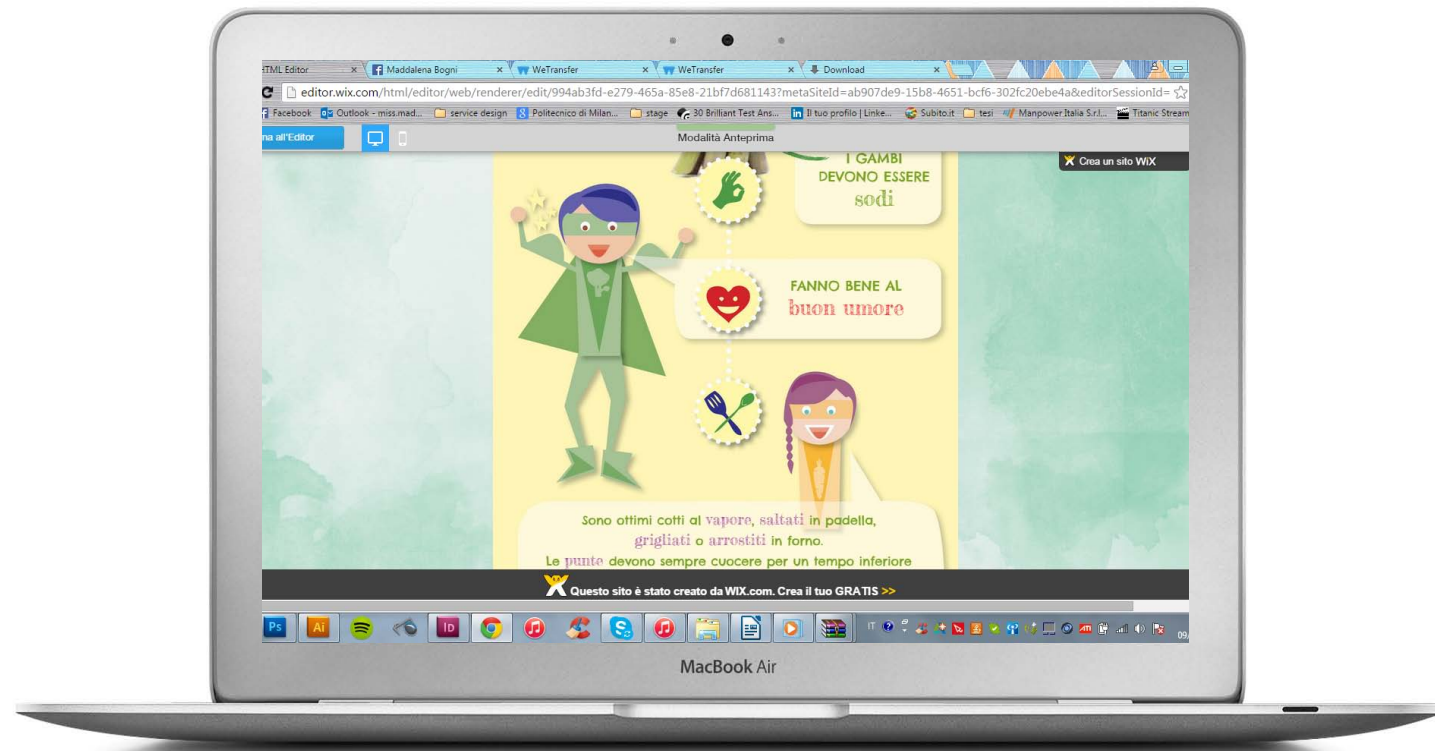 HTML Editor Maddalena Bogni WeTransfer WeTransfer Download
editor.wix.com/html/editor/web/renderer/edit/994ab3fd-e279-465a-85e8-21bf7d681143?metaSiteId=ab907de9-15b8-4651-bcf6-302fc20ebe4a&editorSessionId=
Facebook Outlook - miss.mad... service design Politecnico di Milan... stage 30 Brilliant Test Ans... Il tuo profilo | Linke... Subito.it tesi Manpower Italia S.r.l... Titanic Stream
na all'Editor Modalità Anteprima
Crea un sito WiX
I GAMBI
DEVONO ESSERE
sodi
FANNO BENE AL
buon umore
Sono ottimi cotti al vapore, saltati in padella,
grigliati o arrostiti in forno.
Le punte devono sempre cuocere per un tempo inferiore
Questo sito è stato creato da WIX.com. Crea il tuo GRATIS >>
Ps Ai ID IT 09/
MacBook Air